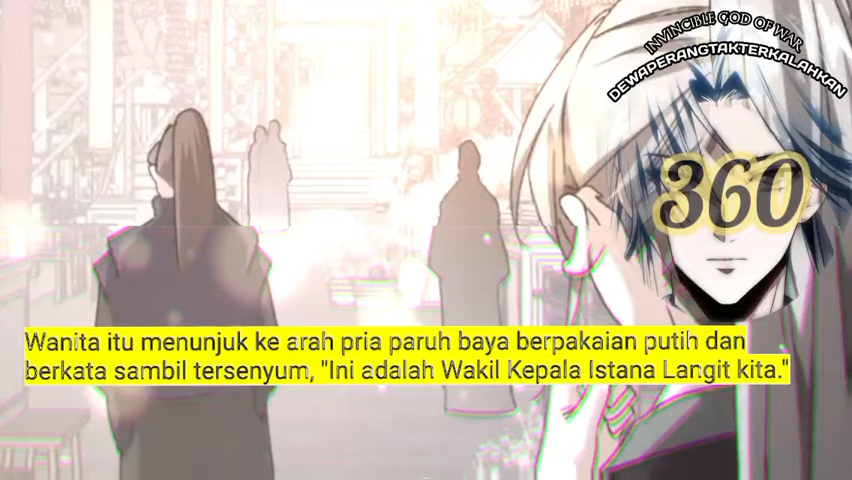 INVINCIBLE GOD OF WAR
DEWAPERANGTAKTERKALAHKAN
360
Wanita itu menunjuk ke arah pria paruh baya berpakaian putih dan
berkata sambil tersenyum, "Ini adalah Wakil Kepala Istana Langit kita."